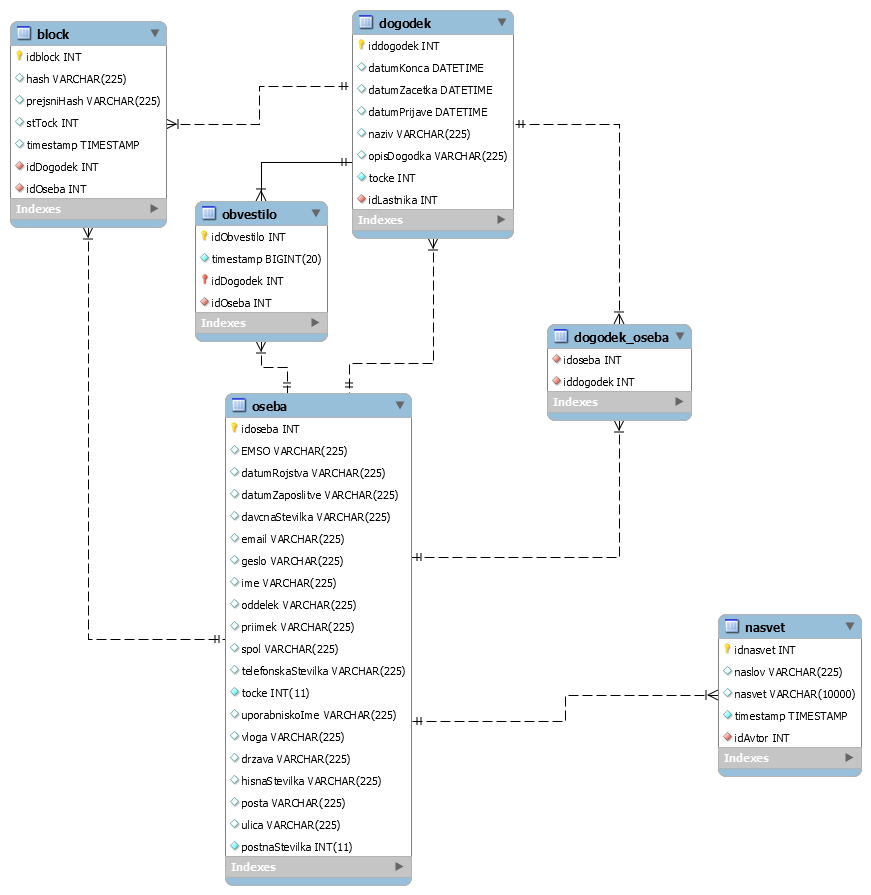 block
idblock INT
hash VARCHAR(225)
prejsniHash VARCHAR(225)
stTock INT
timestamp TIMESTAMP
idDogodek INT
idOseba INT
Indexes
dogodek
iddogodek INT
datumKonca DATETIME
datumZacetka DATETIME
datumPrijave DATETIME
naziv VARCHAR(225)
opisDogodka VARCHAR(225)
tocke INT
idLastnika INT
Indexes
obvestilo
idObvestilo INT
timestamp BIGINT(20)
idDogodek INT
idOseba INT
Indexes
dogodek_oseba
idoseba INT
iddogodek INT
Indexes
oseba
idoseba INT
EMSO VARCHAR(225)
datumRojstva VARCHAR(225)
datumZaposlitve VARCHAR(225)
davcnaStevilka VARCHAR(225)
email VARCHAR(225)
geslo VARCHAR(225)
ime VARCHAR(225)
oddelek VARCHAR(225)
priimek VARCHAR(225)
spol VARCHAR(225)
telefonskaStevilka VARCHAR(225)
tocke INT(11)
uporabniskoIme VARCHAR(225)
vloga VARCHAR(225)
drzava VARCHAR(225)
hisnaStevilka VARCHAR(225)
posta VARCHAR(225)
ulica VARCHAR(225)
postnaStevilka INT(11)
Indexes
nasvet
idnasvet INT
naslov VARCHAR(225)
nasvet VARCHAR(10000)
timestamp TIMESTAMP
idAvtor INT
Indexes